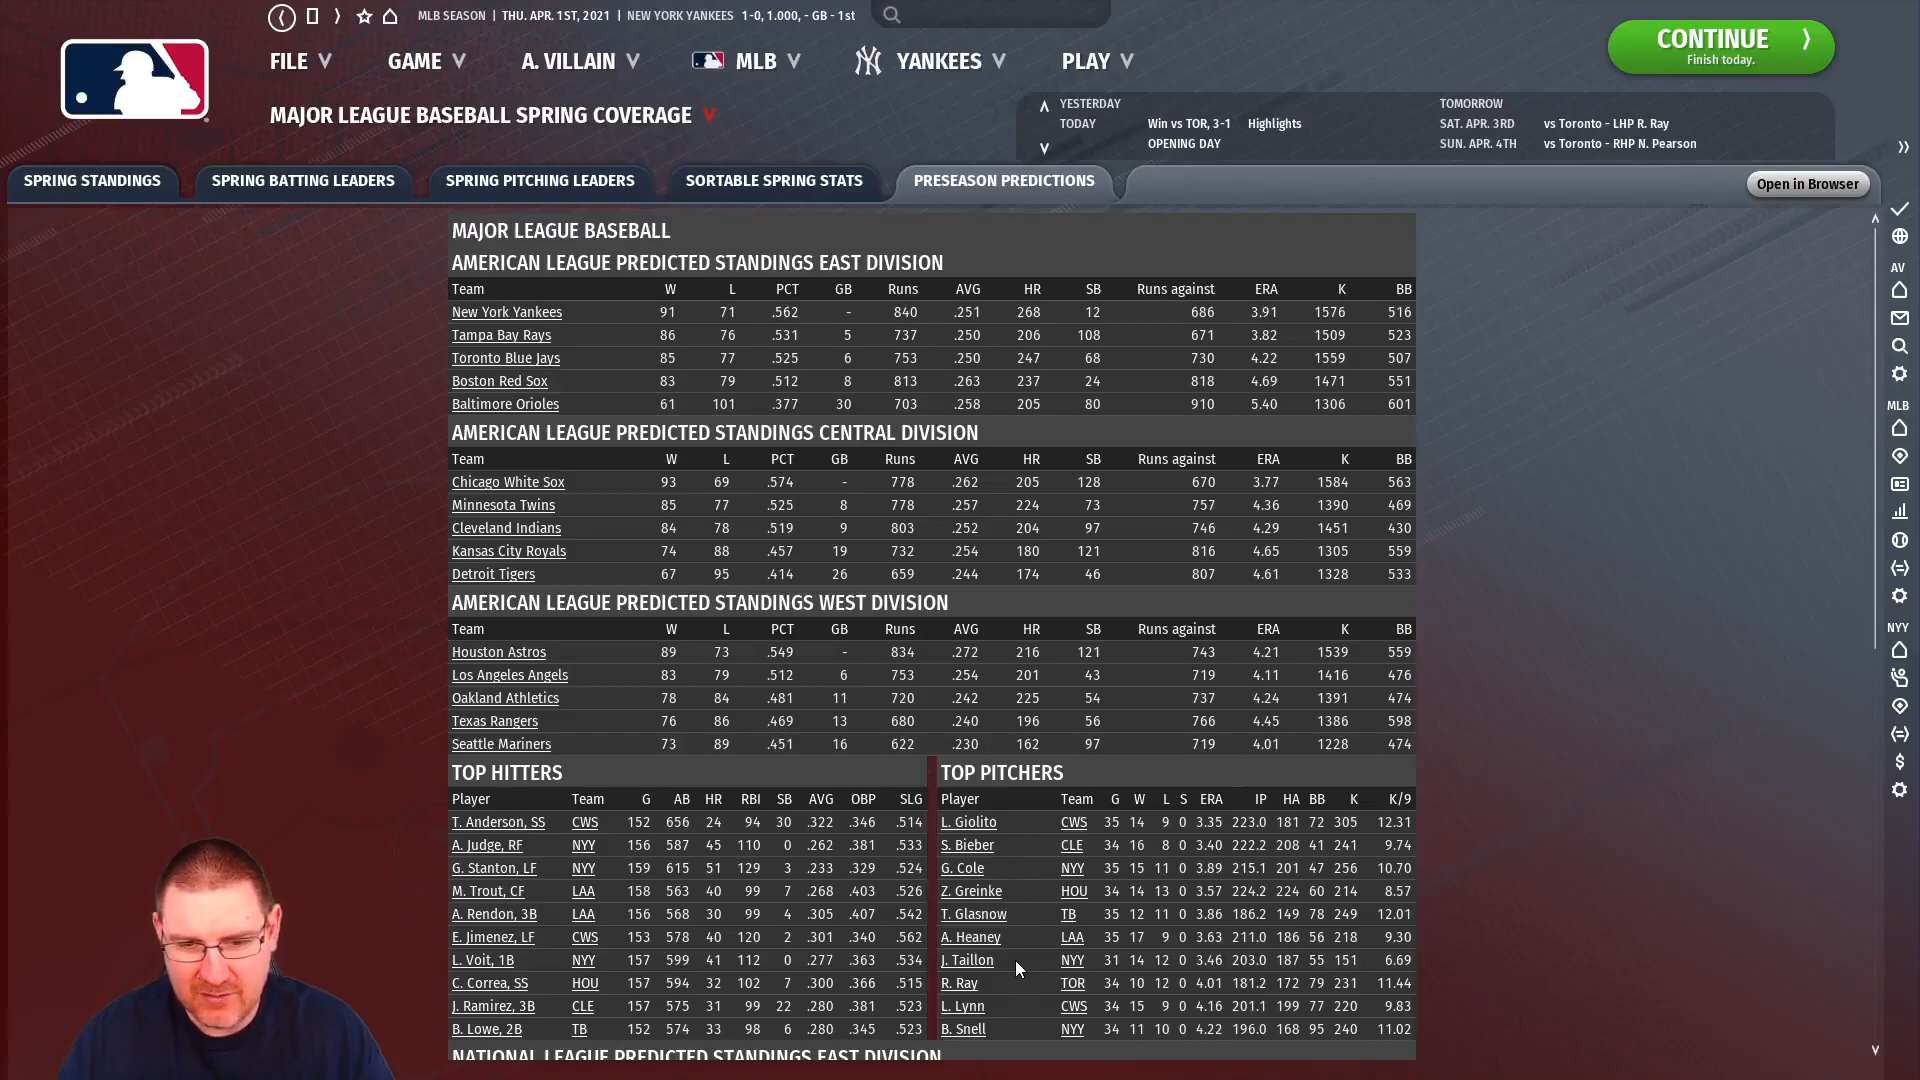 MLB SEASON | THU. APR. 1ST, 2021 | NEW YORK YANKEES 1-0, 1.000, - GB - 1st
FILE GAME A. VILLAIN MLB YANKEES PLAY
CONTINUE
Finish today.
MAJOR LEAGUE BASEBALL SPRING COVERAGE
YESTERDAY
TODAY Win vs TOR, 3-1 Highlights
OPENING DAY
TOMORROW
SAT. APR. 3RD vs Toronto - LHP R. Ray
SUN. APR. 4TH vs Toronto - RHP N. Pearson
SPRING STANDINGS SPRING BATTING LEADERS SPRING PITCHING LEADERS SORTABLE SPRING STATS PRESEASON PREDICTIONS Open in Browser
MAJOR LEAGUE BASEBALL
AMERICAN LEAGUE PREDICTED STANDINGS EAST DIVISION
Team W L PCT GB Runs AVG HR SB Runs against ERA K BB
New York Yankees 91 71 .562 - 840 .251 268 12 686 3.91 1576 516
Tampa Bay Rays 86 76 .531 5 737 .250 206 108 671 3.82 1509 523
Toronto Blue Jays 85 77 .525 6 753 .250 247 68 730 4.22 1559 507
Boston Red Sox 83 79 .512 8 813 .263 237 24 818 4.69 1471 551
Baltimore Orioles 61 101 .377 30 703 .258 205 80 910 5.40 1306 601
AMERICAN LEAGUE PREDICTED STANDINGS CENTRAL DIVISION
Team W L PCT GB Runs AVG HR SB Runs against ERA K BB
Chicago White Sox 93 69 .574 - 778 .262 205 128 670 3.77 1584 563
Minnesota Twins 85 77 .525 8 778 .257 224 73 757 4.36 1390 469
Cleveland Indians 84 78 .519 9 803 .252 204 97 746 4.29 1451 430
Kansas City Royals 74 88 .457 19 732 .254 180 121 816 4.65 1305 559
Detroit Tigers 67 95 .414 26 659 .244 174 46 807 4.61 1328 533
AMERICAN LEAGUE PREDICTED STANDINGS WEST DIVISION
Team W L PCT GB Runs AVG HR SB Runs against ERA K BB
Houston Astros 89 73 .549 - 834 .272 216 121 743 4.21 1539 559
Los Angeles Angels 83 79 .512 6 753 .254 201 43 719 4.11 1416 476
Oakland Athletics 78 84 .481 11 720 .242 225 54 737 4.24 1391 474
Texas Rangers 76 86 .469 13 680 .240 196 56 766 4.45 1386 598
Seattle Mariners 73 89 .451 16 622 .230 162 97 719 4.01 1228 474
TOP HITTERS
Player Team G AB HR RBI SB AVG OBP SLG
T. Anderson, SS CWS 152 656 24 94 30 .322 .346 .514
A. Judge, RF NYY 156 587 45 110 0 .262 .381 .533
G. Stanton, LF NYY 159 615 51 129 3 .233 .329 .524
M. Trout, CF LAA 158 563 40 99 7 .268 .403 .526
A. Rendon, 3B LAA 156 568 30 99 4 .305 .407 .542
E. Jimenez, LF CWS 153 578 40 120 2 .301 .340 .562
L. Voit, 1B NYY 157 599 41 112 0 .277 .363 .534
C. Correa, SS HOU 157 594 32 102 7 .300 .366 .515
J. Ramirez, 3B CLE 157 575 31 99 22 .280 .381 .523
B. Lowe, 2B TB 152 574 33 98 6 .280 .345 .523
TOP PITCHERS
Player Team G W L S ERA IP HA BB K K/9
L. Giolito CWS 35 14 9 0 3.35 223.0 181 72 305 12.31
S. Bieber CLE 34 16 8 0 3.40 222.2 208 41 241 9.74
G. Cole NYY 35 15 11 0 3.89 215.1 201 47 256 10.70
Z. Greinke HOU 34 14 13 0 3.57 224.2 224 60 214 8.57
T. Glasnow TB 35 12 11 0 3.86 186.2 149 78 249 12.01
A. Heaney LAA 35 17 9 0 3.63 211.0 186 56 218 9.30
J. Taillon NYY 31 14 12 0 3.46 203.0 187 55 151 6.69
R. Ray TOR 34 10 12 0 4.01 181.2 172 79 231 11.44
L. Lynn CWS 34 15 9 0 4.16 201.1 199 77 220 9.83
B. Snell NYY 34 11 10 0 4.22 196.0 168 95 240 11.02
NATIONAL LEAGUE PREDICTED STANDINGS EAST DIVISION
AV
MLB
NYY